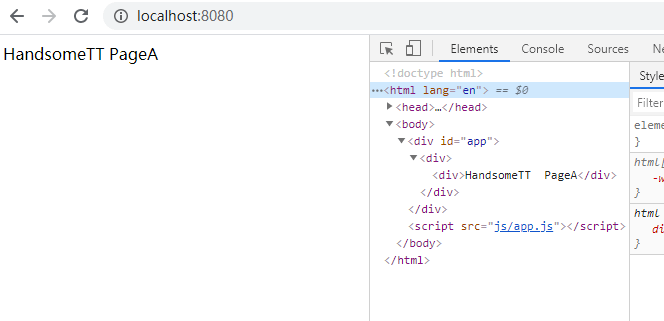 localhost:8080
HandsomeTT PageA
Elements Console Sources Ne
<!doctype html>
⋯<html lang="en"> == $0
▶<head>…</head>
▼<body>
▼<div id="app">
▼<div>
<div>HandsomeTT  PageA</div>
</div>
</div>
<script src="js/app.js"></script>
</body>
</html>
Style
Filter
eleme
}
html[
-w
}
html
di
}